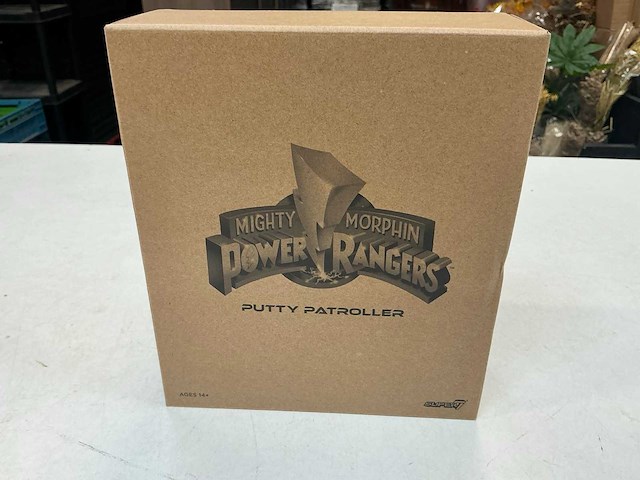 MIGHTY MORPHIN
POWER RANGERS
PUTTY PATROLLER
AGES 14+
SUPER7